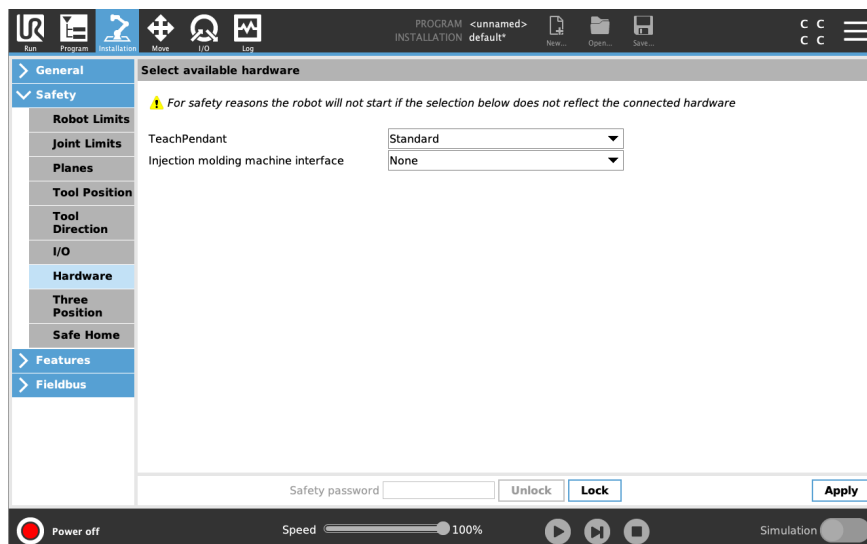 UR
Run
Program
Installation
Move
I/O
Log
PROGRAM <unnamed>
INSTALLATION default*
New...
Open...
Save...
C C
C C
General
Safety
Robot Limits
Joint Limits
Planes
Tool Position
Tool
Direction
I/O
Hardware
Three
Position
Safe Home
Features
Fieldbus
Select available hardware
For safety reasons the robot will not start if the selection below does not reflect the connected hardware
TeachPendant Standard
Injection molding machine interface None
Safety password Unlock Lock Apply
Power off Speed 100% Simulation